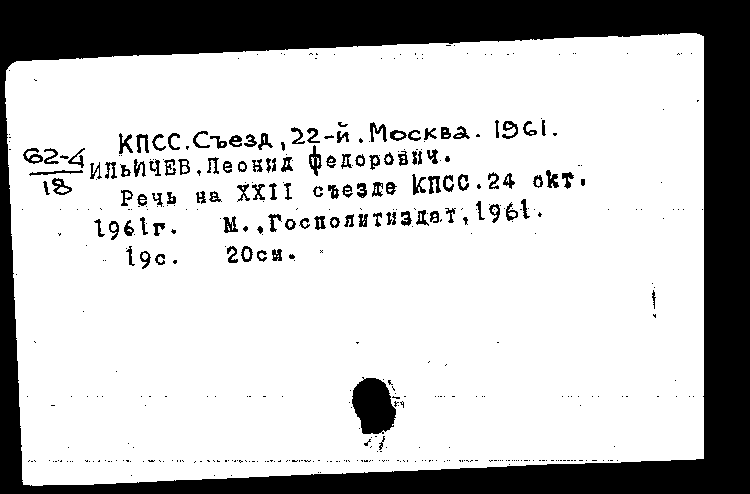 КПСС.Съезд,22-й.Москва. 1961.
62-4
18
ИЛЬИЧЕВ,Леонид Федорович.
Речь на XXII съезде КПСС.24 окт.
1961г. М.,Госполитиздат,1961.
19с. 20см.